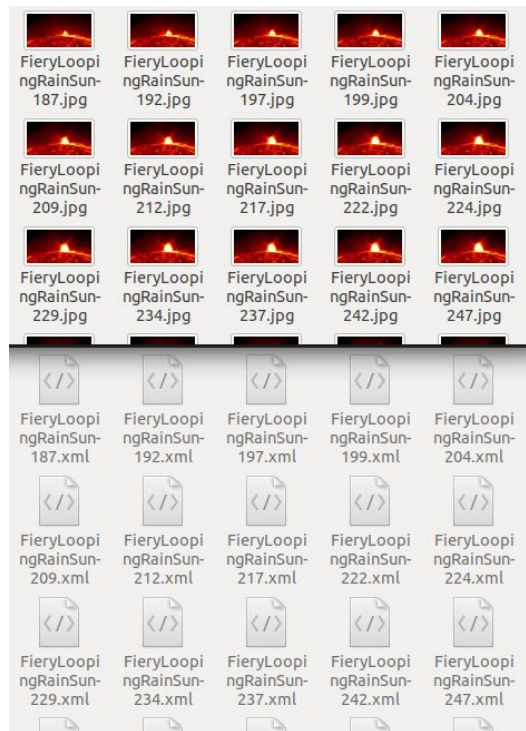 FieryLoopi FieryLoopi FieryLoopi FieryLoopi FieryLoopi
ngRainSun- ngRainSun- ngRainSun- ngRainSun- ngRainSun-
187.jpg 192.jpg 197.jpg 199.jpg 204.jpg
FieryLoopi FieryLoopi FieryLoopi FieryLoopi FieryLoopi
ngRainSun- ngRainSun- ngRainSun- ngRainSun- ngRainSun-
209.jpg 212.jpg 217.jpg 222.jpg 224.jpg
FieryLoopi FieryLoopi FieryLoopi FieryLoopi FieryLoopi
ngRainSun- ngRainSun- ngRainSun- ngRainSun- ngRainSun-
229.jpg 234.jpg 237.jpg 242.jpg 247.jpg
FieryLoopi FieryLoopi FieryLoopi FieryLoopi FieryLoopi
ngRainSun- ngRainSun- ngRainSun- ngRainSun- ngRainSun-
187.xml 192.xml 197.xml 199.xml 204.xml
FieryLoopi FieryLoopi FieryLoopi FieryLoopi FieryLoopi
ngRainSun- ngRainSun- ngRainSun- ngRainSun- ngRainSun-
209.xml 212.xml 217.xml 222.xml 224.xml
FieryLoopi FieryLoopi FieryLoopi FieryLoopi FieryLoopi
ngRainSun- ngRainSun- ngRainSun- ngRainSun- ngRainSun-
229.xml 234.xml 237.xml 242.xml 247.xml